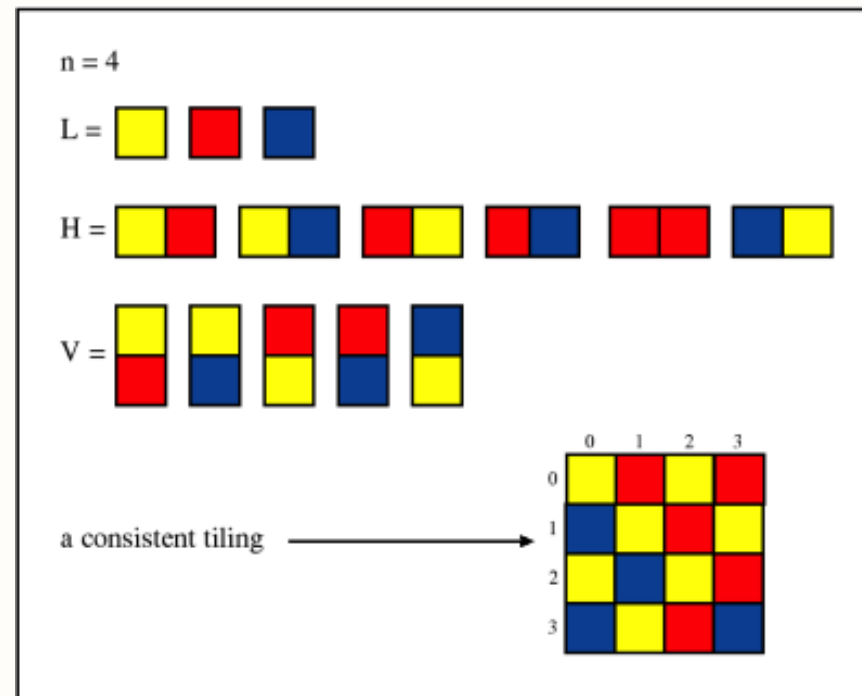 n = 4
L =
H =
V =
0 1 2 3
0
1
a consistent tiling
2
3